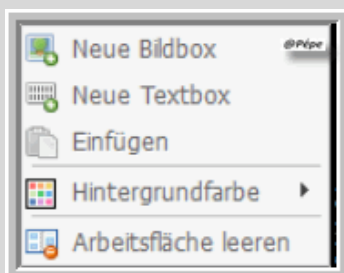 Neue Bildbox
@Pépe
Neue Textbox
Einfügen
Hintergrundfarbe
Arbeitsfläche leeren